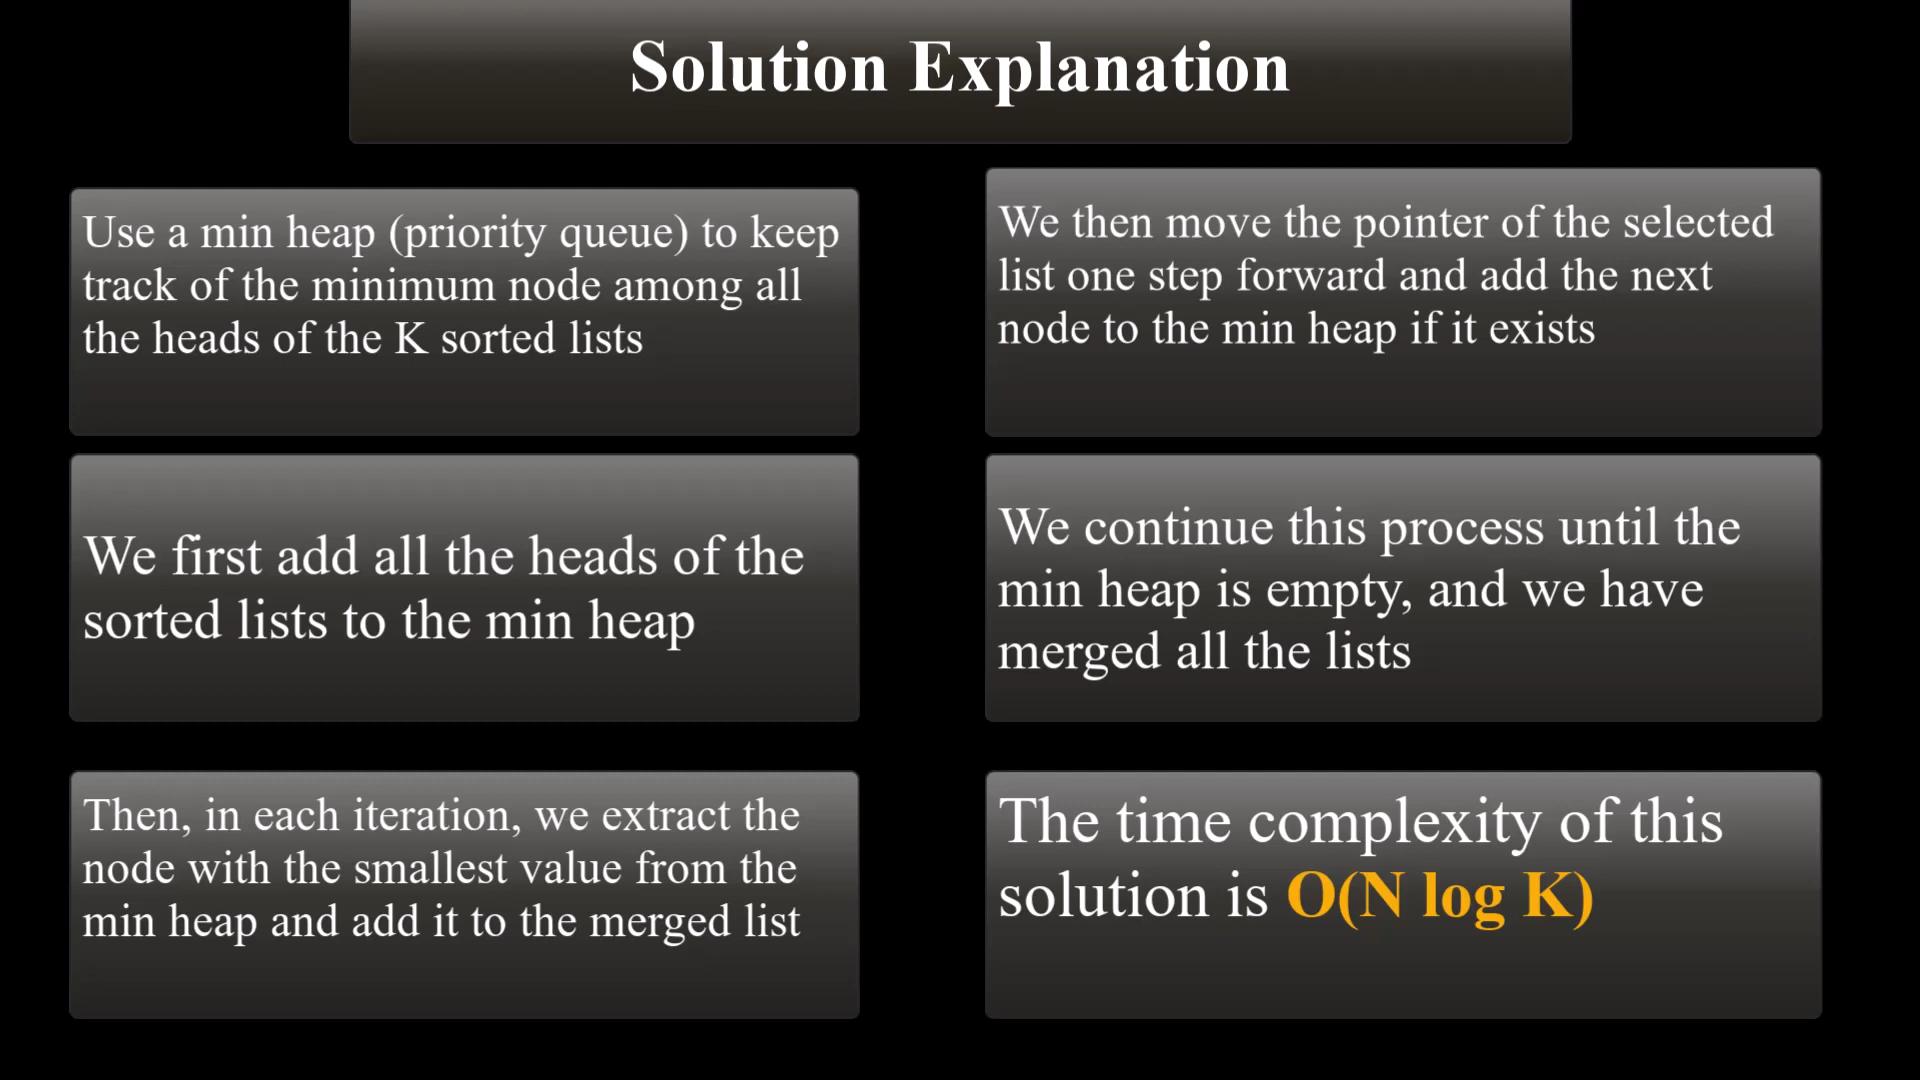 Solution Explanation
Use a min heap (priority queue) to keep
track of the minimum node among all
the heads of the K sorted lists
We first add all the heads of the
sorted lists to the min heap
Then, in each iteration, we extract the
node with the smallest value from the
min heap and add it to the merged list
We then move the pointer of the selected
list one step forward and add the next
node to the min heap if it exists
We continue this process until the
min heap is empty, and we have
merged all the lists
The time complexity of this
solution is O(N log K)